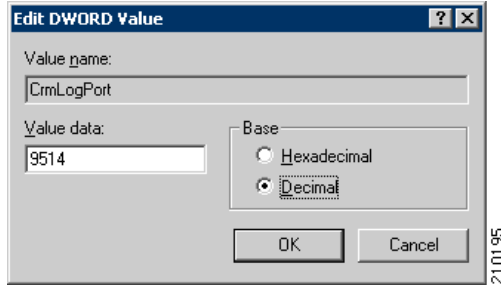 Edit DWORD Value
Value name:
CrmLogPort
Value data:
9514
Base
Hexadecimal
Decimal
OK Cancel
210195